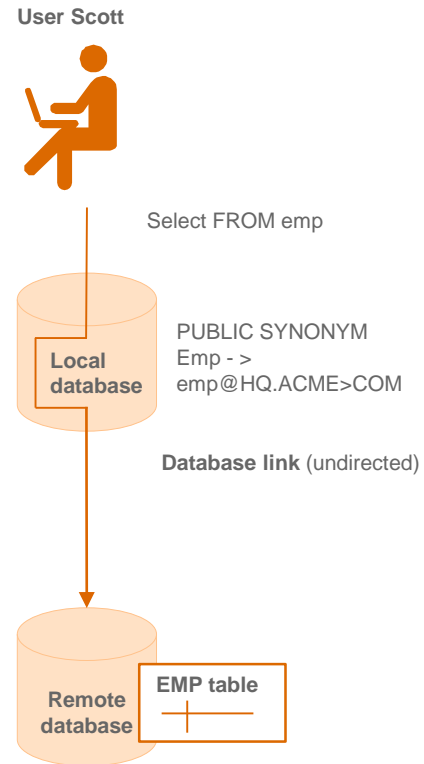 User Scott
Select FROM emp
PUBLIC SYNONYM
Emp - >
emp@HQ.ACME>COM
Local
database
Database link (undirected)
EMP table
Remote
database